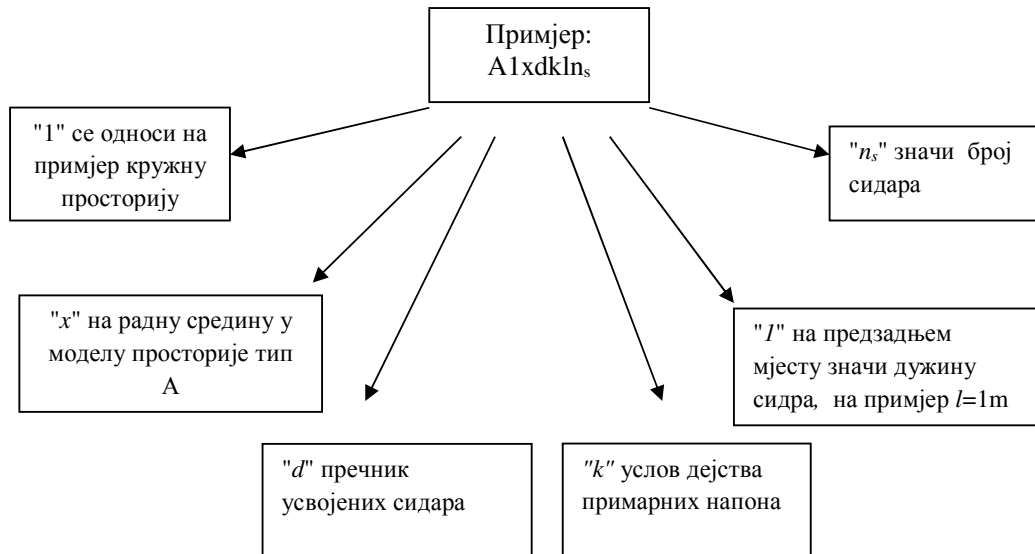 Примјер:
A1xdkln_s
"1" се односи на
примјер кружну
просторију
"n_s" значи број
сидара
"x" на радну средину у
моделу просторије тип
А
"1" на предзадњем
мјесту значи дужину
сидра, на примјер l=1m
"d" пречник
усвојених сидара
"k" услов дејства
примарних напона